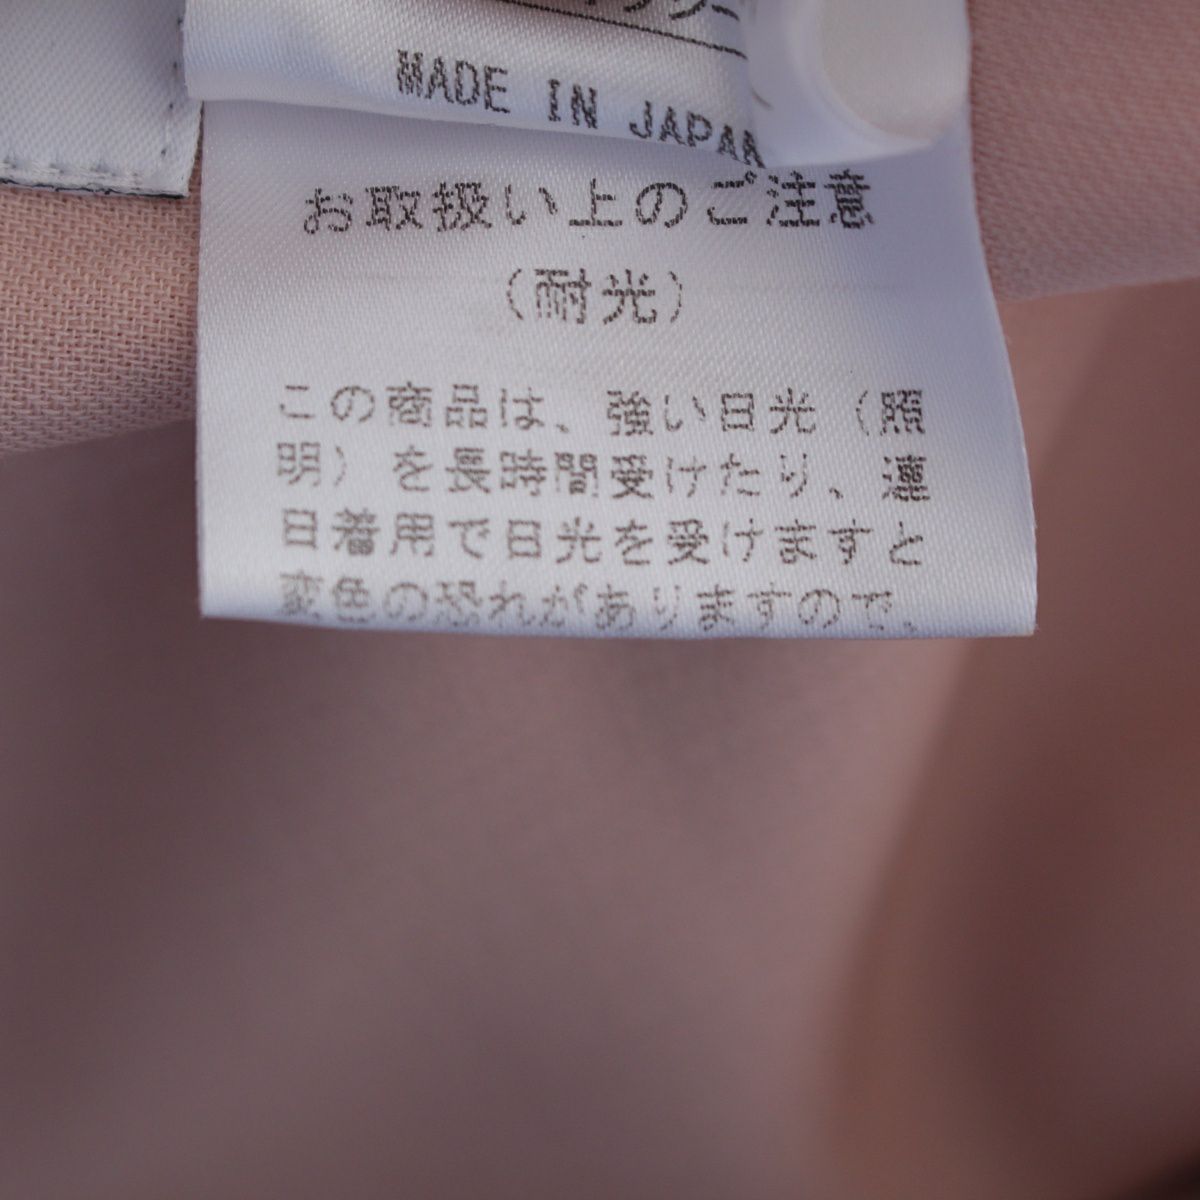 MADE IN JAPAN
お取扱い上のご注意
(耐光)
この商品は、強い日光(照
明)を長時間受けたり、連
日着用で日光を受けますと
変色の恐れがありますので、